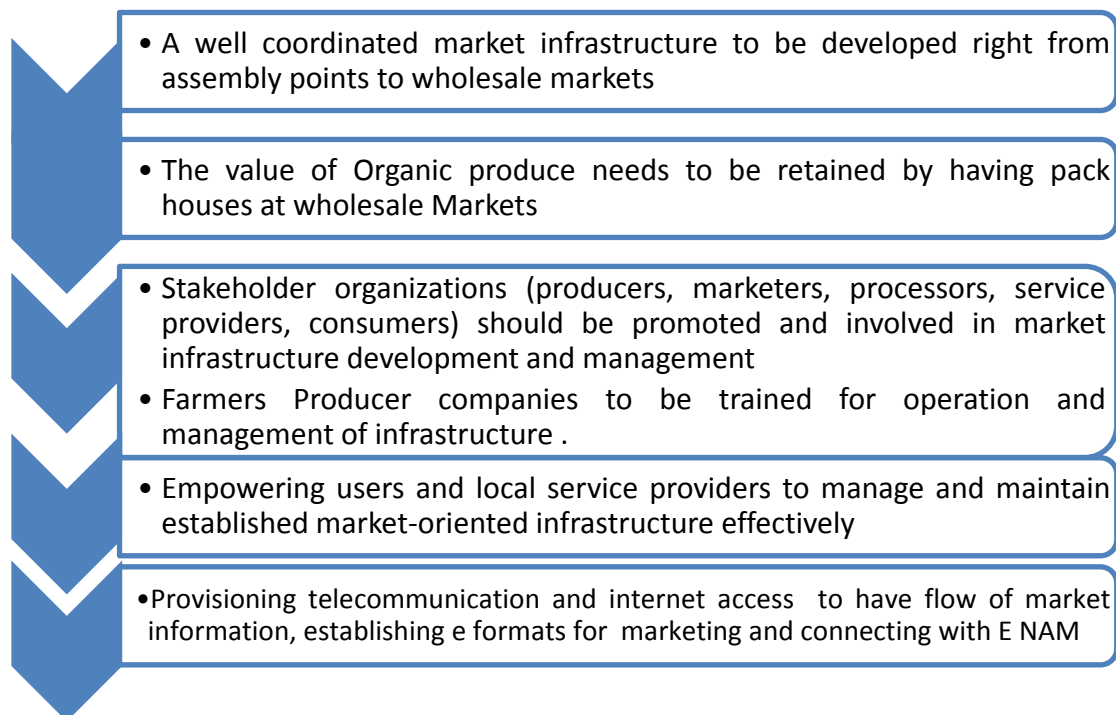 • A well coordinated market infrastructure to be developed right from
assembly points to wholesale markets
• The value of Organic produce needs to be retained by having pack
houses at wholesale Markets
• Stakeholder organizations (producers, marketers, processors, service
providers, consumers) should be promoted and involved in market
infrastructure development and management
• Farmers Producer companies to be trained for operation and
management of infrastructure .
• Empowering users and local service providers to manage and maintain
established market-oriented infrastructure effectively
•Provisioning telecommunication and internet access to have flow of market
information, establishing e formats for marketing and connecting with E NAM